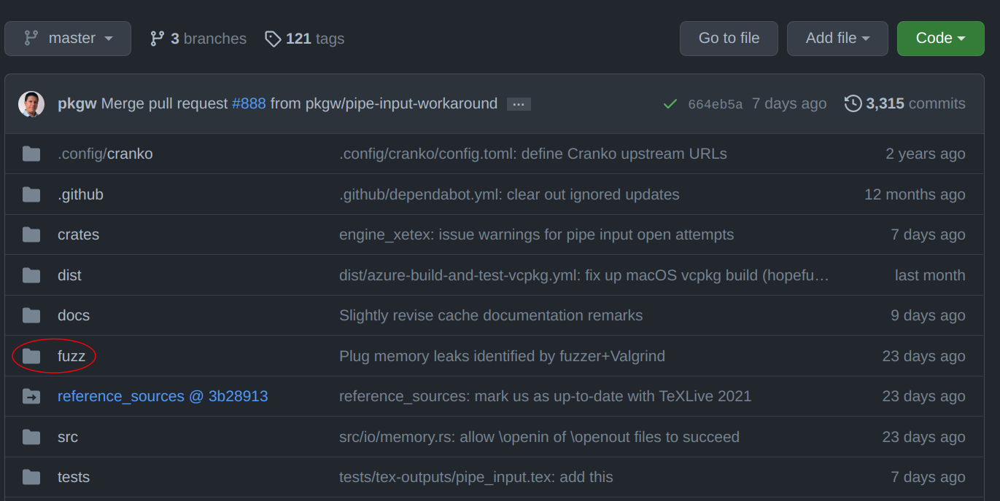 master 3 branches 121 tags Go to file Add file Code
pkgw Merge pull request #888 from pkgw/pipe-input-workaround ... 664eb5a 7 days ago 3,315 commits
.config/cranko .config/cranko/config.toml: define Cranko upstream URLs 2 years ago
.github .github/dependabot.yml: clear out ignored updates 12 months ago
crates engine_xetex: issue warnings for pipe input open attempts 7 days ago
dist dist/azure-build-and-test-vcpkg.yml: fix up macOS vcpkg build (hopefu… last month
docs Slightly revise cache documentation remarks 9 days ago
fuzz Plug memory leaks identified by fuzzer+Valgrind 23 days ago
reference_sources @ 3b28913 reference_sources: mark us as up-to-date with TeXLive 2021 23 days ago
src src/io/memory.rs: allow \openin of \openout files to succeed 23 days ago
tests tests/tex-outputs/pipe_input.tex: add this 7 days ago